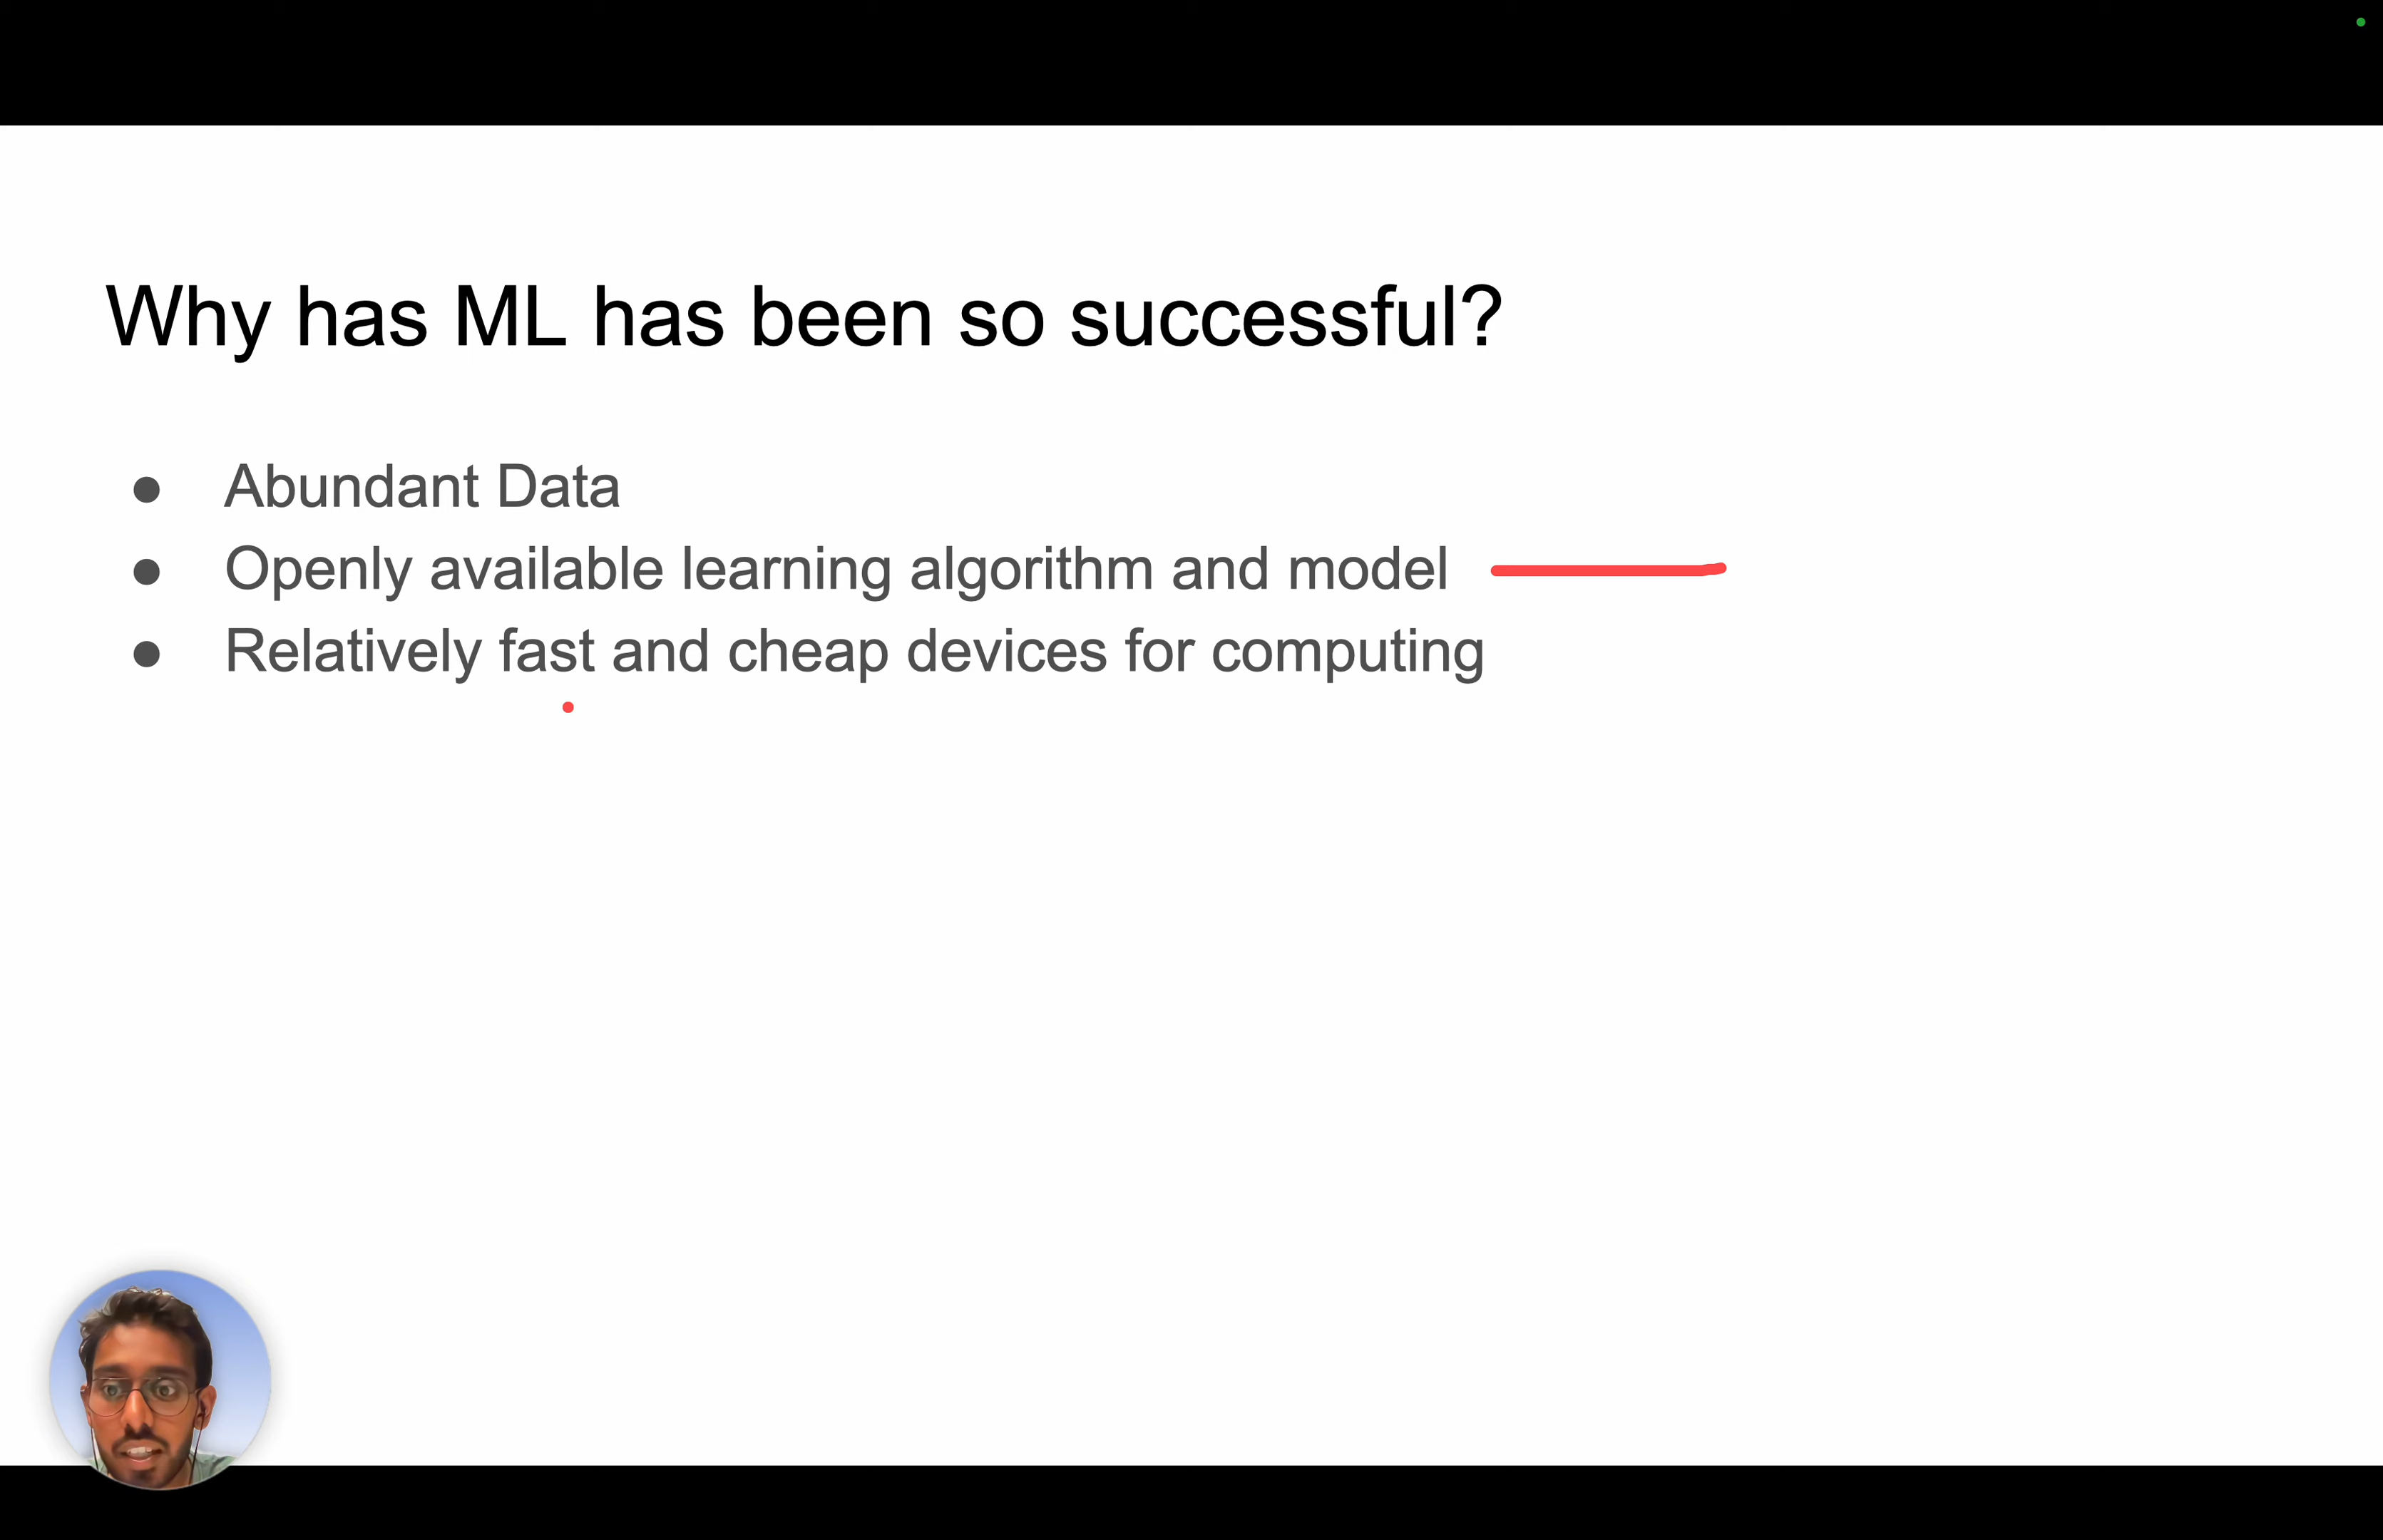 Why has ML has been so successful?
● Abundant Data
● Openly available learning algorithm and model
● Relatively fast and cheap devices for computing